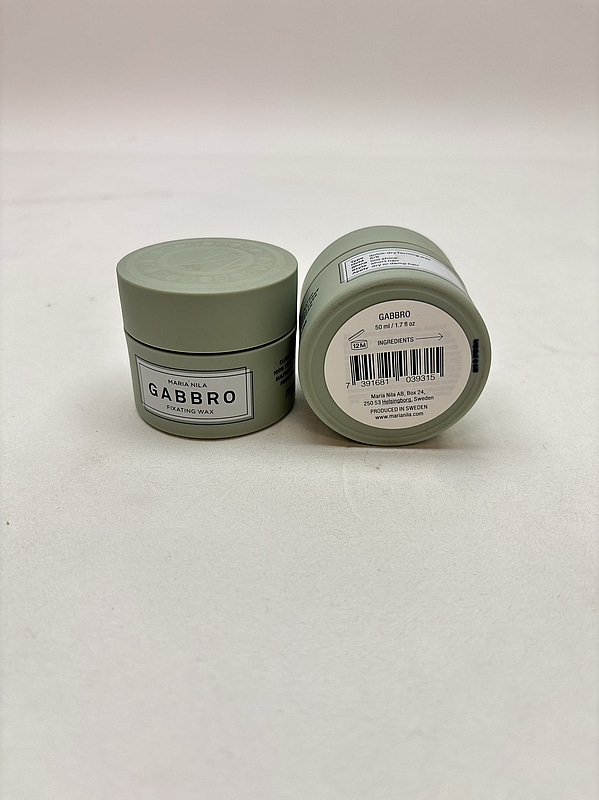 MARIA NILA
GABBRO
FIXATING WAX
GABBRO
50 ml / 1.7 fl oz
12M
INGREDIENTS
7 391681 039315
Maria Nila AB, Box 24,
250 53 Helsingborg, Sweden
PRODUCED IN SWEDEN
www.marianila.com